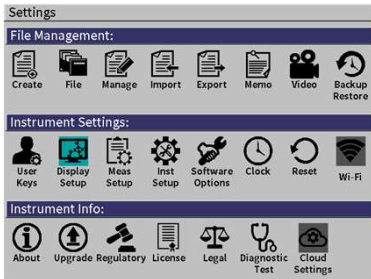 Settings
File Management:
Create File Manage Import Export Memo Video Backup Restore
Instrument Settings:
User Keys Display Setup Meas Setup Inst Setup Software Options Clock Reset Wi-Fi
Instrument Info:
About Upgrade Regulatory License Legal Diagnostic Test Cloud Settings